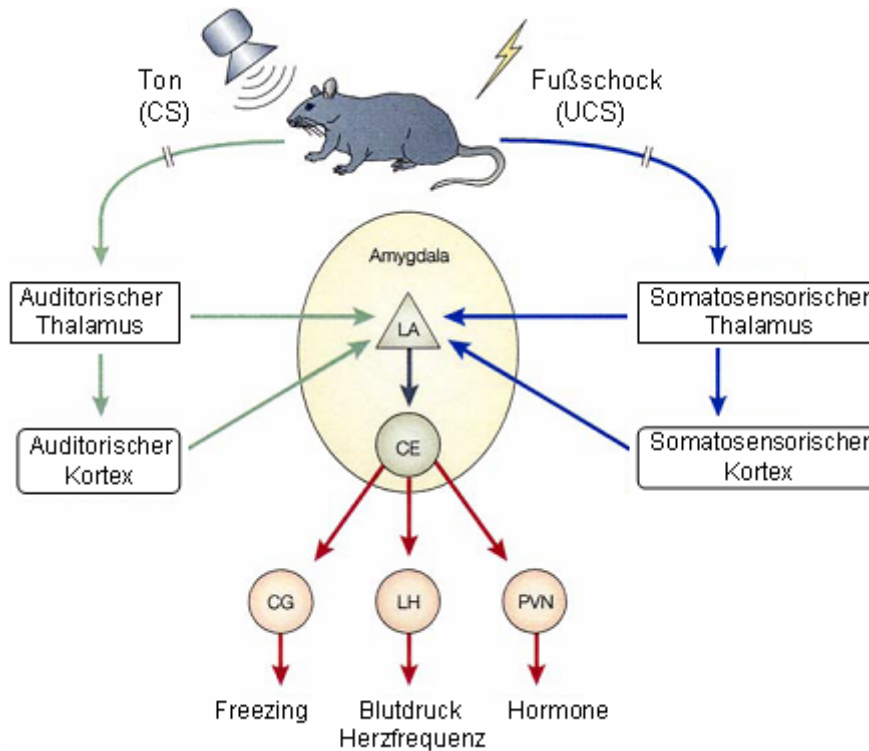 Ton
(CS)
Fußschock
(UCS)
Amygdala
Auditorischer
Thalamus
LA
Somatosensorischer
Thalamus
Auditorischer
Kortex
CE
Somatosensorischer
Kortex
CG
LH
PVN
Freezing
Blutdruck
Herzfrequenz
Hormone